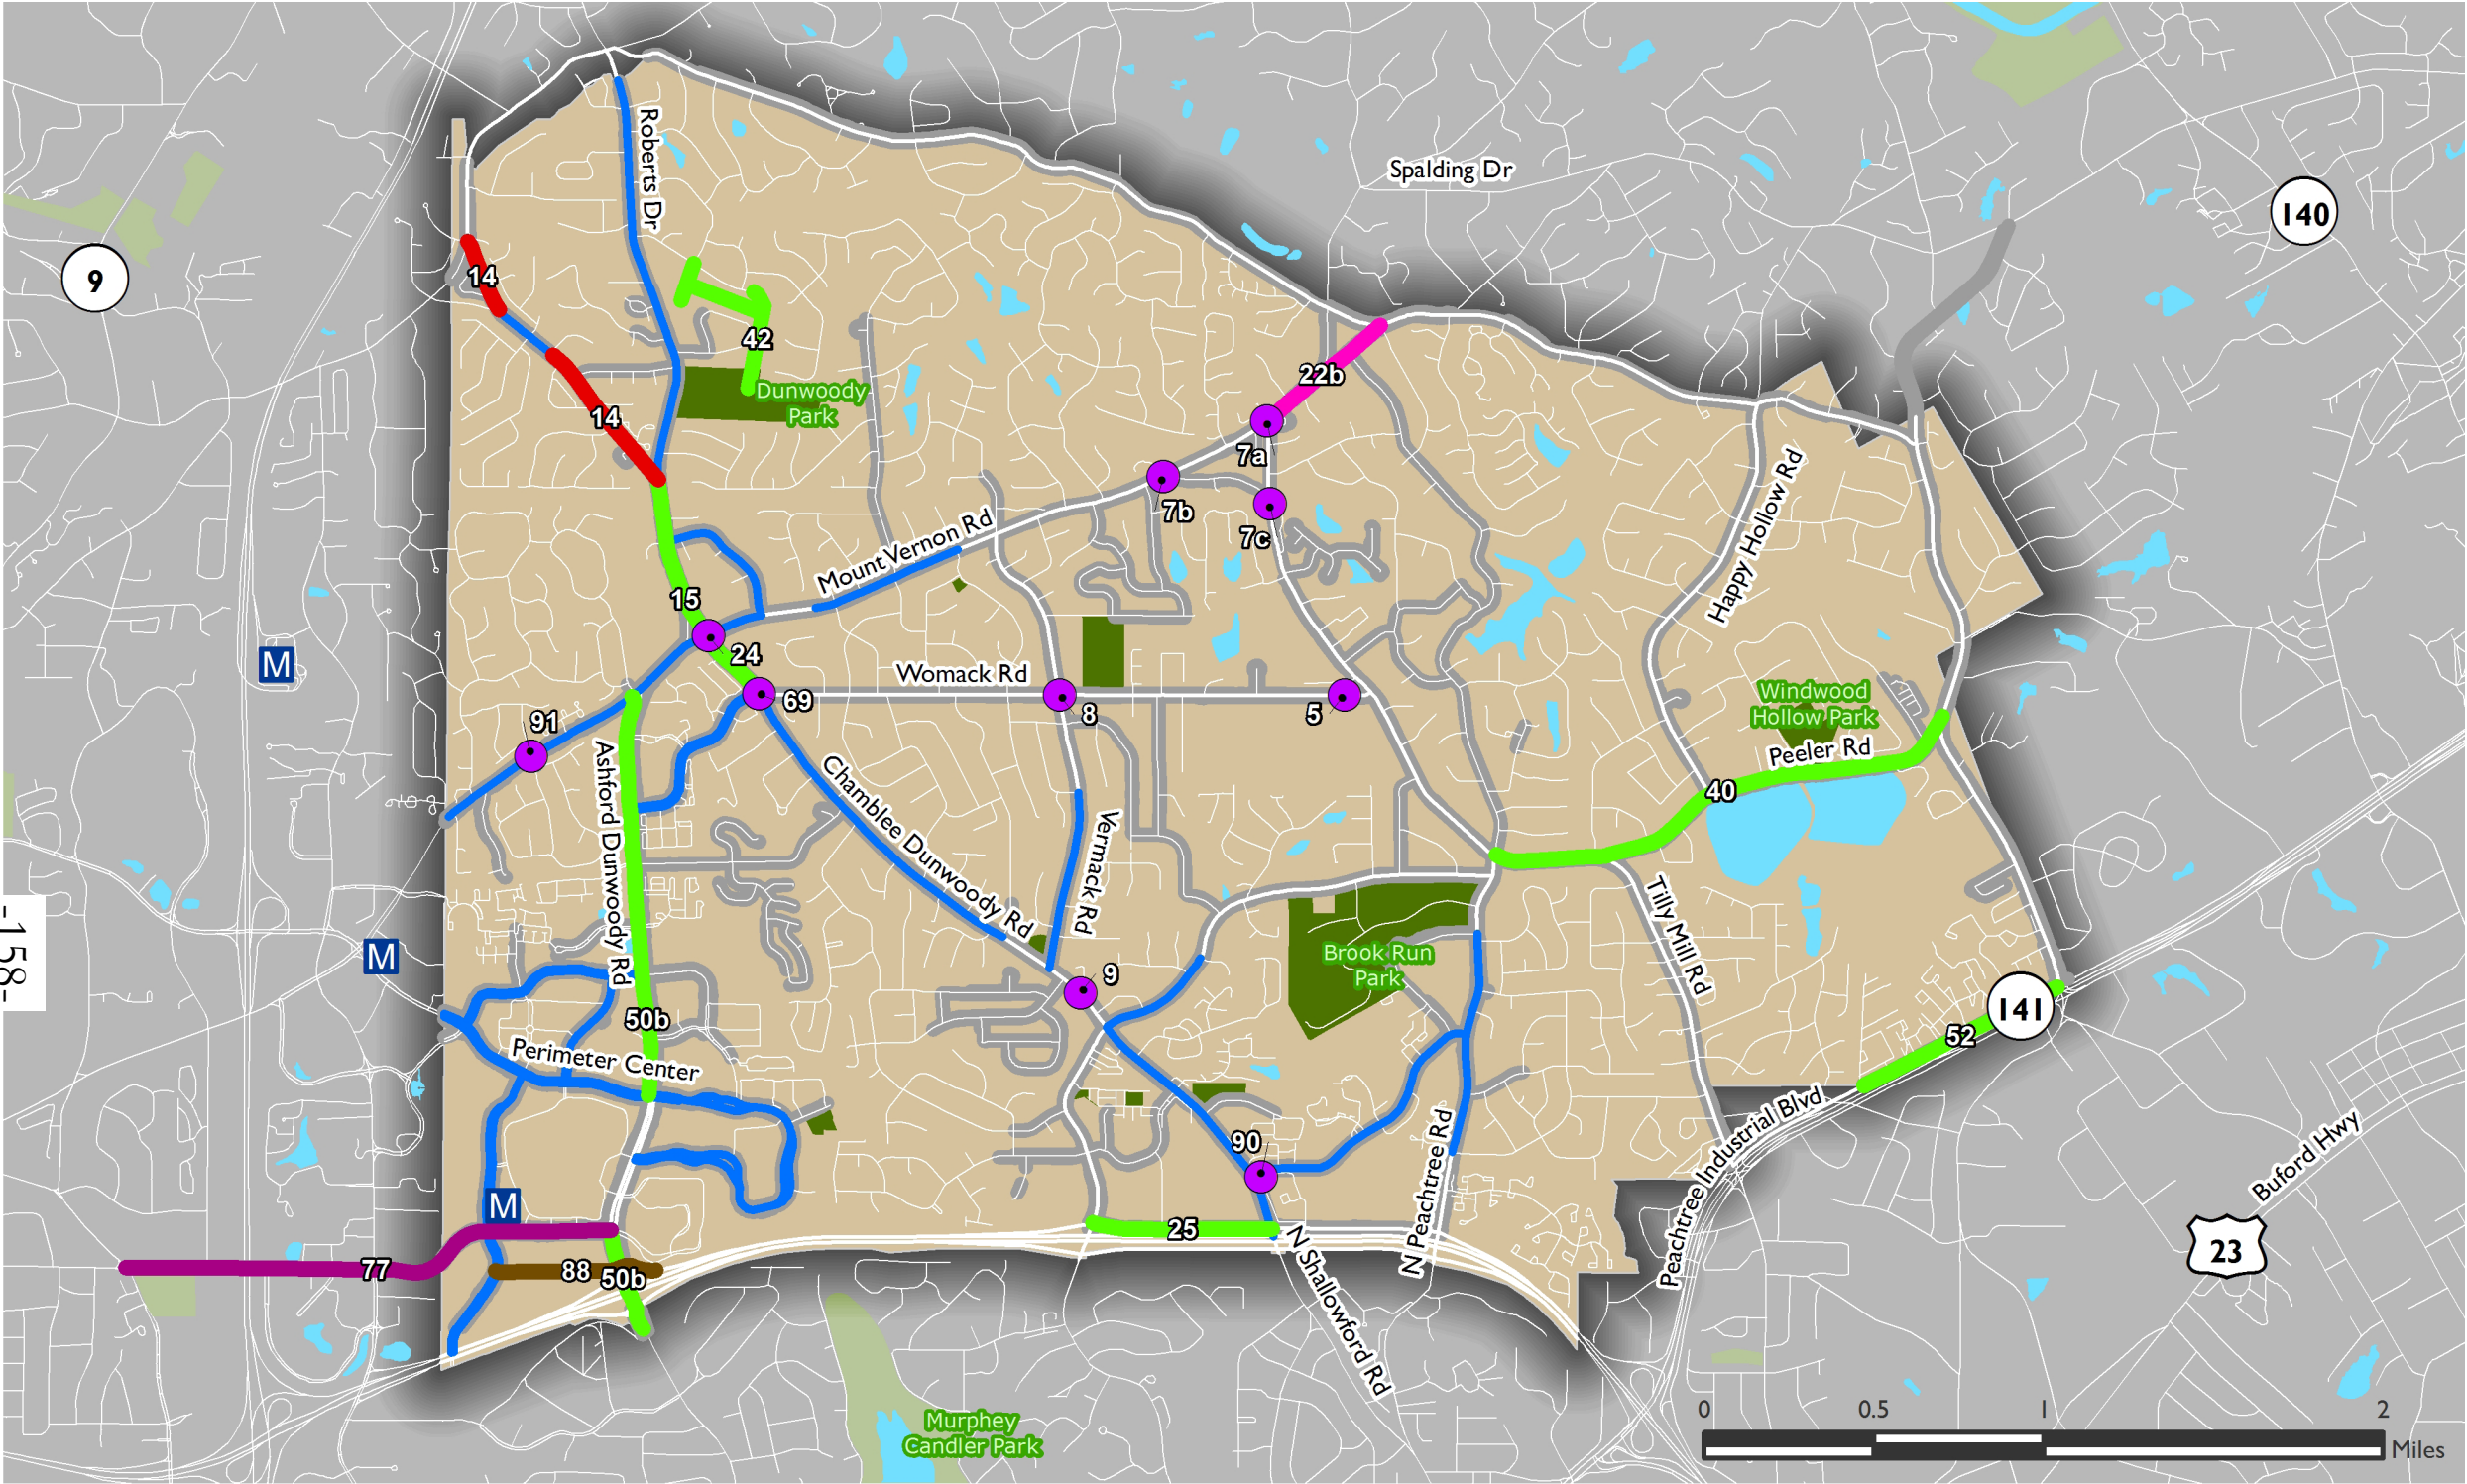 Spalding Dr
140
Roberts Dr
9
14
42
22b
Dunwoody
Park
14
7a
7b
7c
Happy Hollow Rd
Mount Vernon Rd
15
24
M
Womack Rd
69
8
5
Windwood
Hollow Park
91
Peeler Rd
40
Ashford Dunwoody Rd
Chamblee Dunwoody Rd
Vermack Rd
Tilly Mill Rd
-158-
M
Brook Run
Park
9
50b
141
52
Perimeter Center
90
N Peachtree Rd
Peachtree Industrial Blvd
Buford Hwy
M
25
77
88
50b
N Shallowford Rd
23
Murphey
Candler Park
0
0.5
1
2
Miles